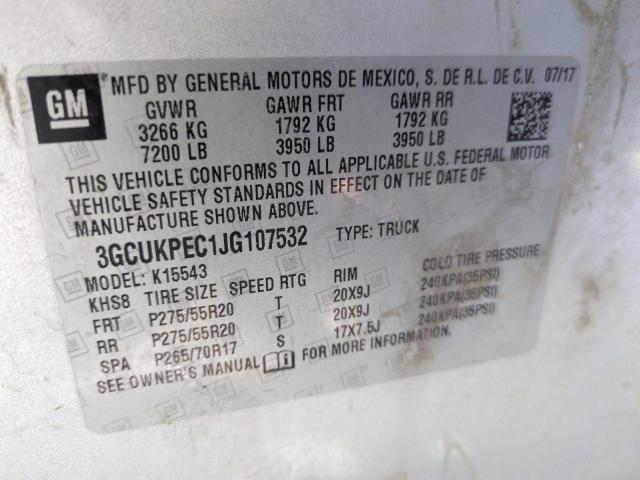 GM *MFD BY GENERAL MOTORS DE MEXICO, S. DE R.L. DE C.V. 07/17
GVWR GAWR FRT GAWR RR
3266 KG 1792 KG 1792 KG
7200 LB 3950 LB 3950 LB
THIS VEHICLE CONFORMS TO ALL APPLICABLE U.S. FEDERAL MOTOR
VEHICLE SAFETY STANDARDS IN EFFECT ON THE DATE OF
MANUFACTURE SHOWN ABOVE.
3GCUKPEC1JG107532 TYPE: TRUCK
MODEL: K15543
KHS8 TIRE SIZE SPEED RTG RIM COLD TIRE PRESSURE
FRT P275/55R20 T 20X9J 240KPA(35PSI)
RR P275/55R20 T 20X9J 240KPA(35PSI)
SPA P265/70R17 S 17X7.5J 240KPA(35PSI)
SEE OWNER'S MANUAL FOR MORE INFORMATION.